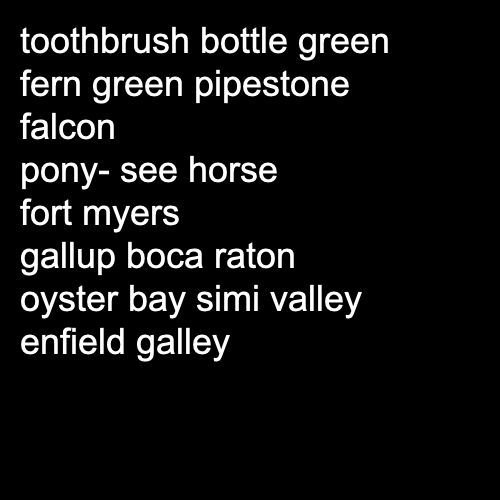 toothbrush bottle green
fern green pipestone
falcon
pony- see horse
fort myers
gallup boca raton
oyster bay simi valley
enfield galley